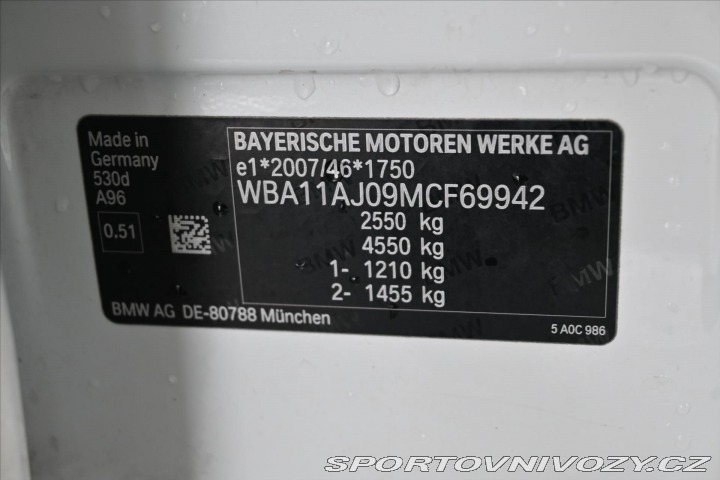 Made in
Germany
530d
A96
0.51
BAYERISCHE MOTOREN WERKE AG
e1*2007/46*1750
WBA11AJ09MCF69942
2550 kg
4550 kg
1- 1210 kg
2- 1455 kg
BMW AG DE-80788 München
5 A0C 986
WWW.SPORTOVNIVOZY.CZ